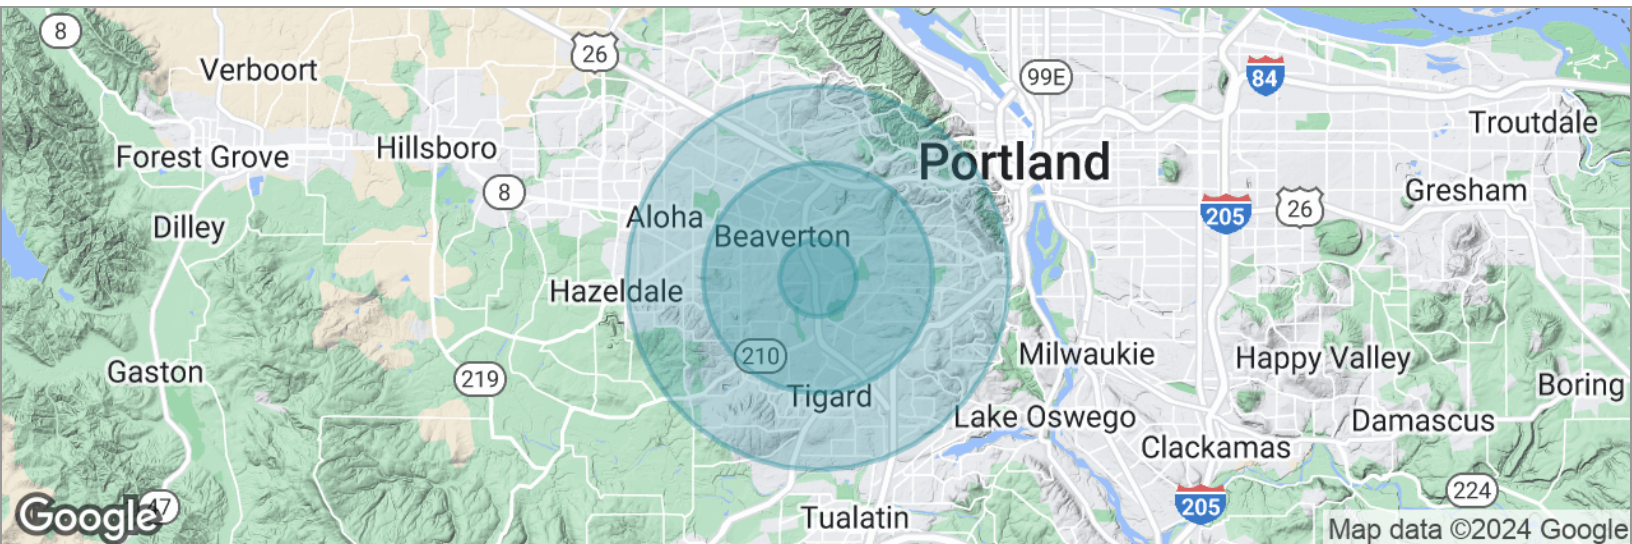 8
26
Verboort
99E
84
Troutdale
Forest Grove
Hillsboro
Portland
8
Gresham
205
26
Aloha
Dilley
Beaverton
Hazeldale
210
Milwaukie
Happy Valley
Gaston
219
Tigard
Boring
Lake Oswego
Damascus
Clackamas
224
205
47
Google
Tualatin
Map data ©2024 Google